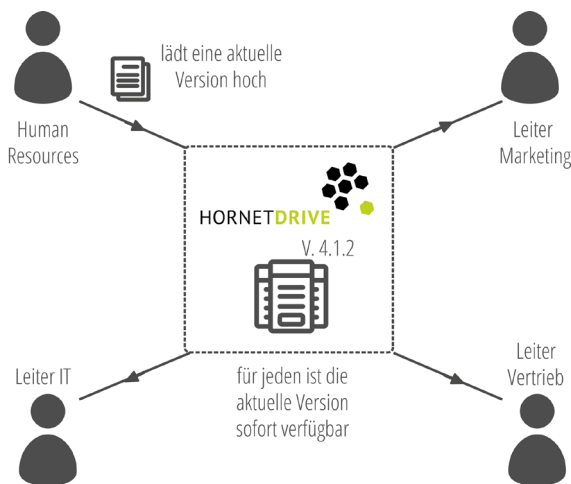 lädt eine aktuelle
Version hoch
Human
Resources
Leiter
Marketing
HORNETDRIVE
V. 4.1.2
Leiter IT
für jeden ist die
aktuelle Version
sofort verfügbar
Leiter
Vertrieb